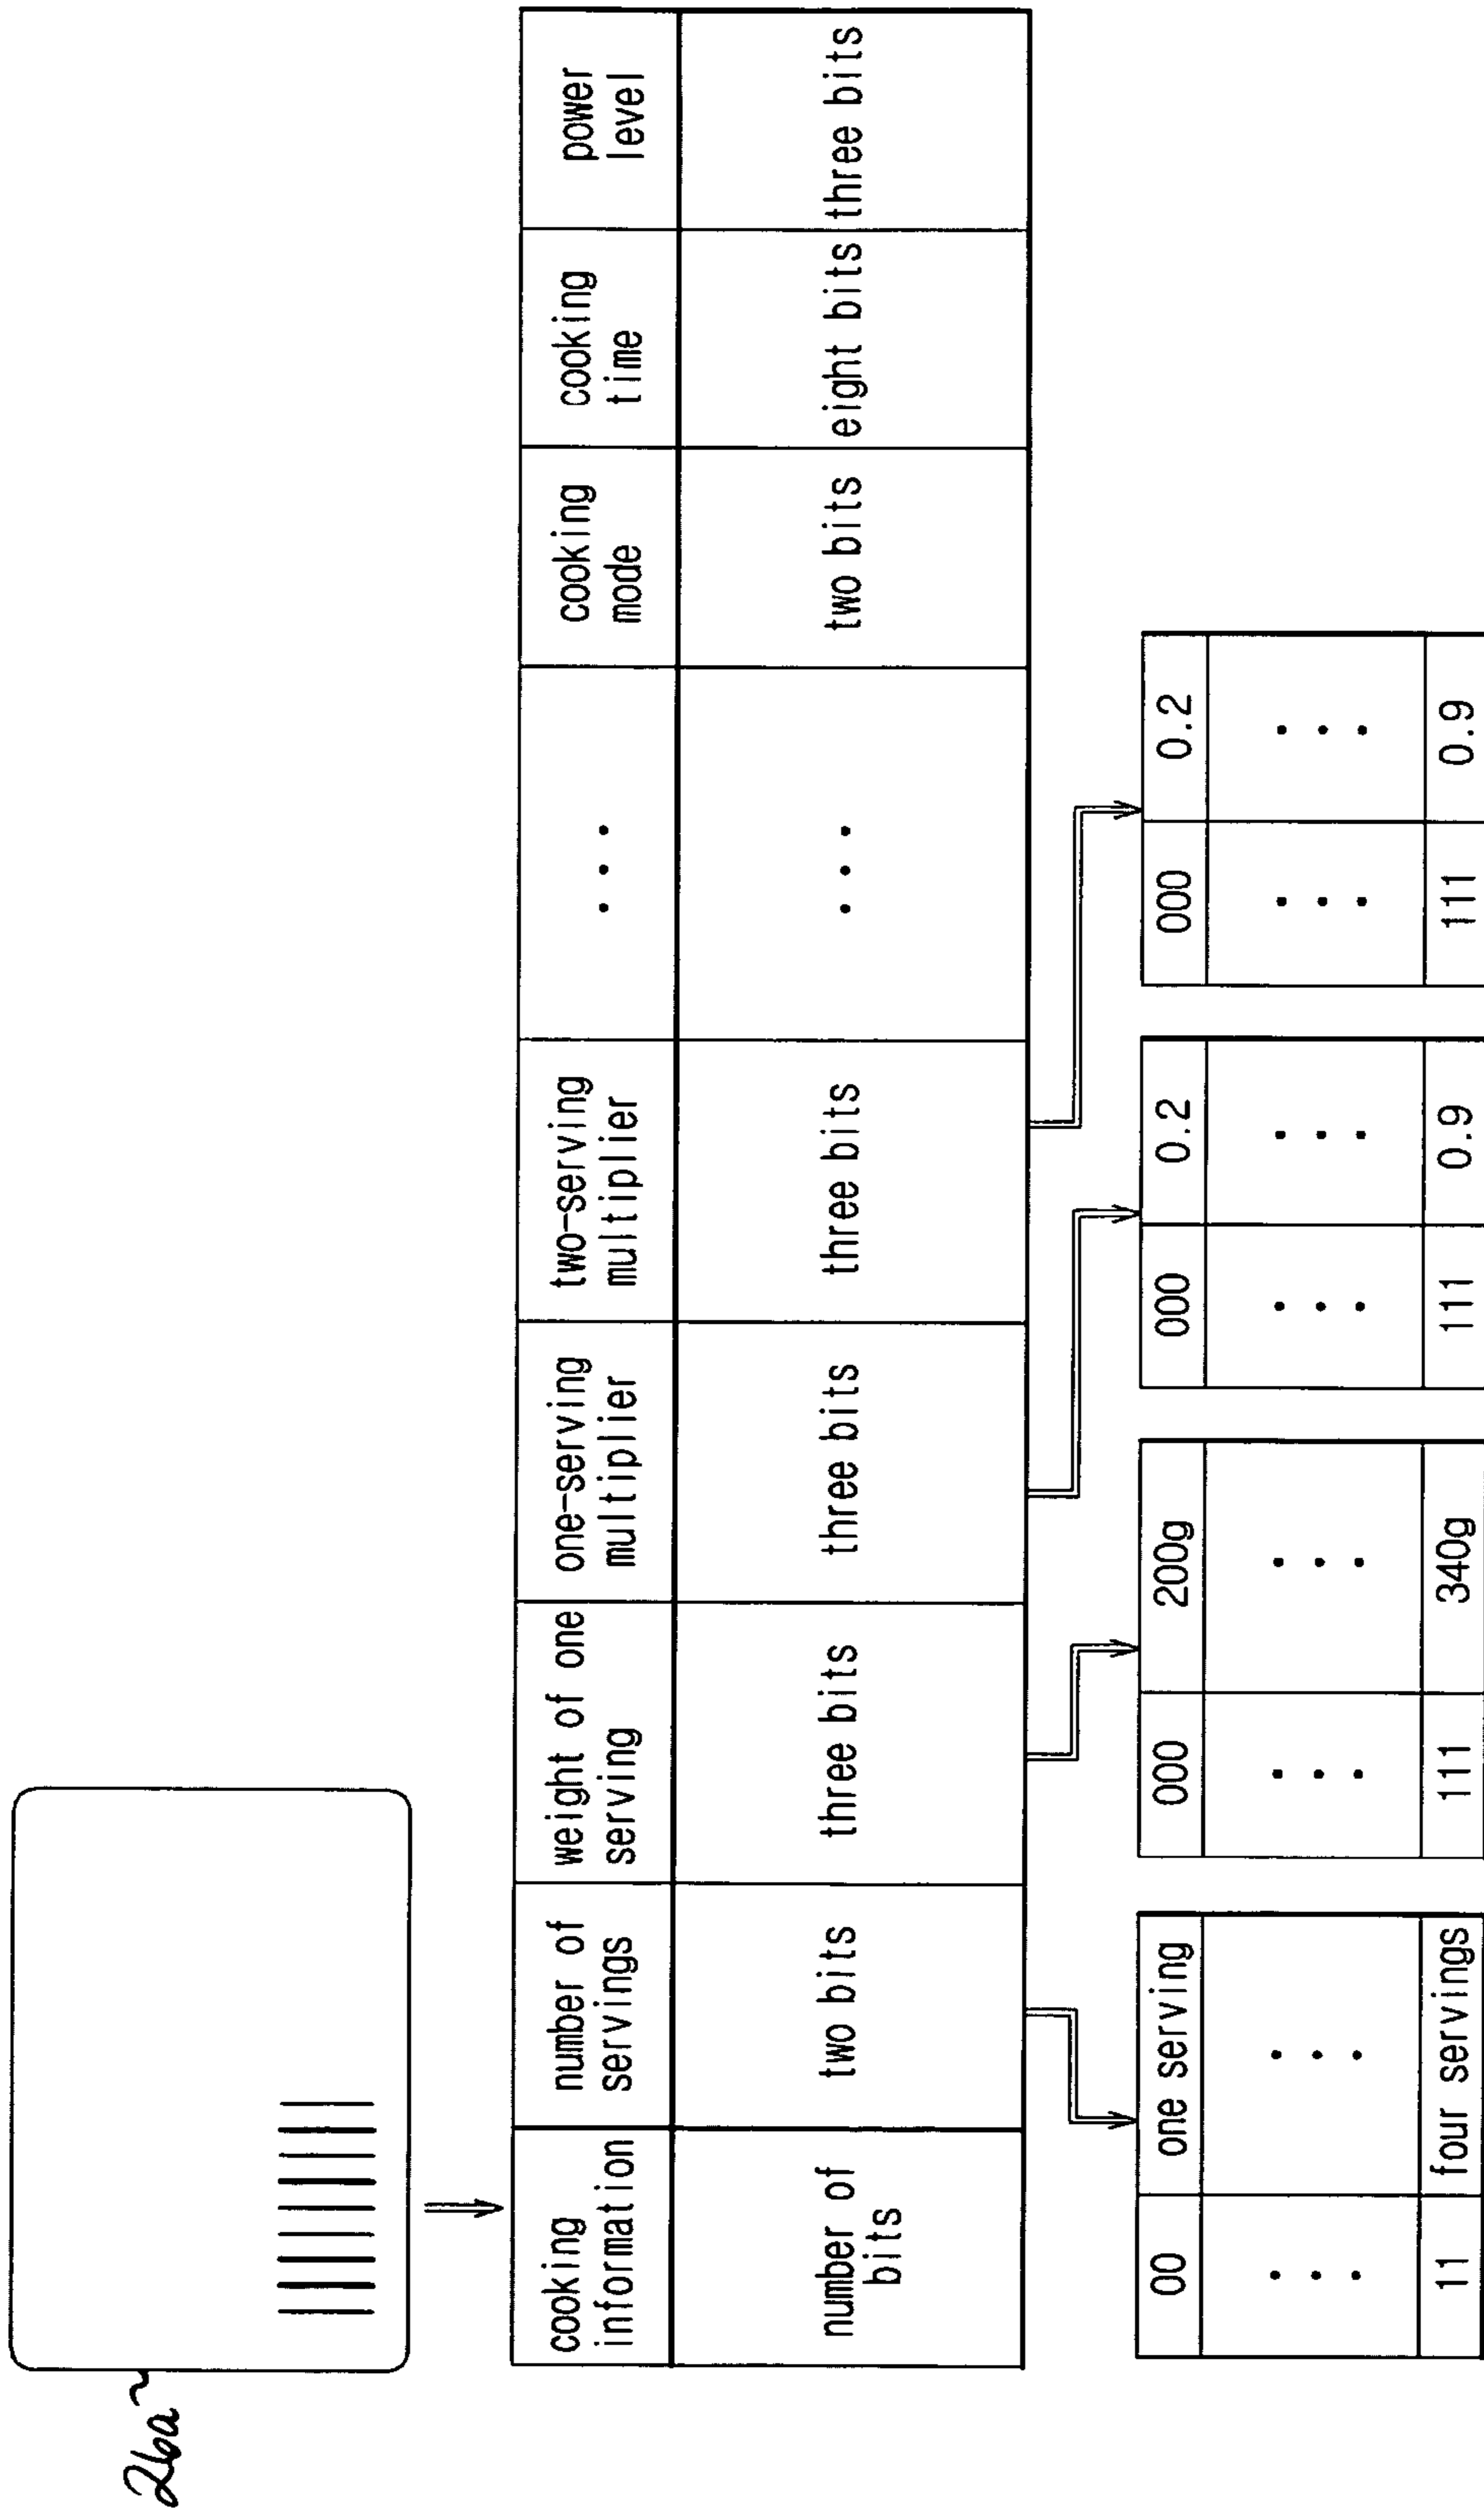 26a
cooking
information
number of
servings
weight of one
serving
one-serving
multiplier
two-serving
multiplier
• • •
cooking
mode
cooking
time
power
level
number of
bits
two bits
three bits
three bits
three bits
• • •
two bits
eight bits
three bits
00 one serving
• • • • • •
11 four servings
000 200g
• • • • • •
111 340g
000 0.2
• • • • • •
111 0.9
000 0.2
• • • • • •
111 0.9